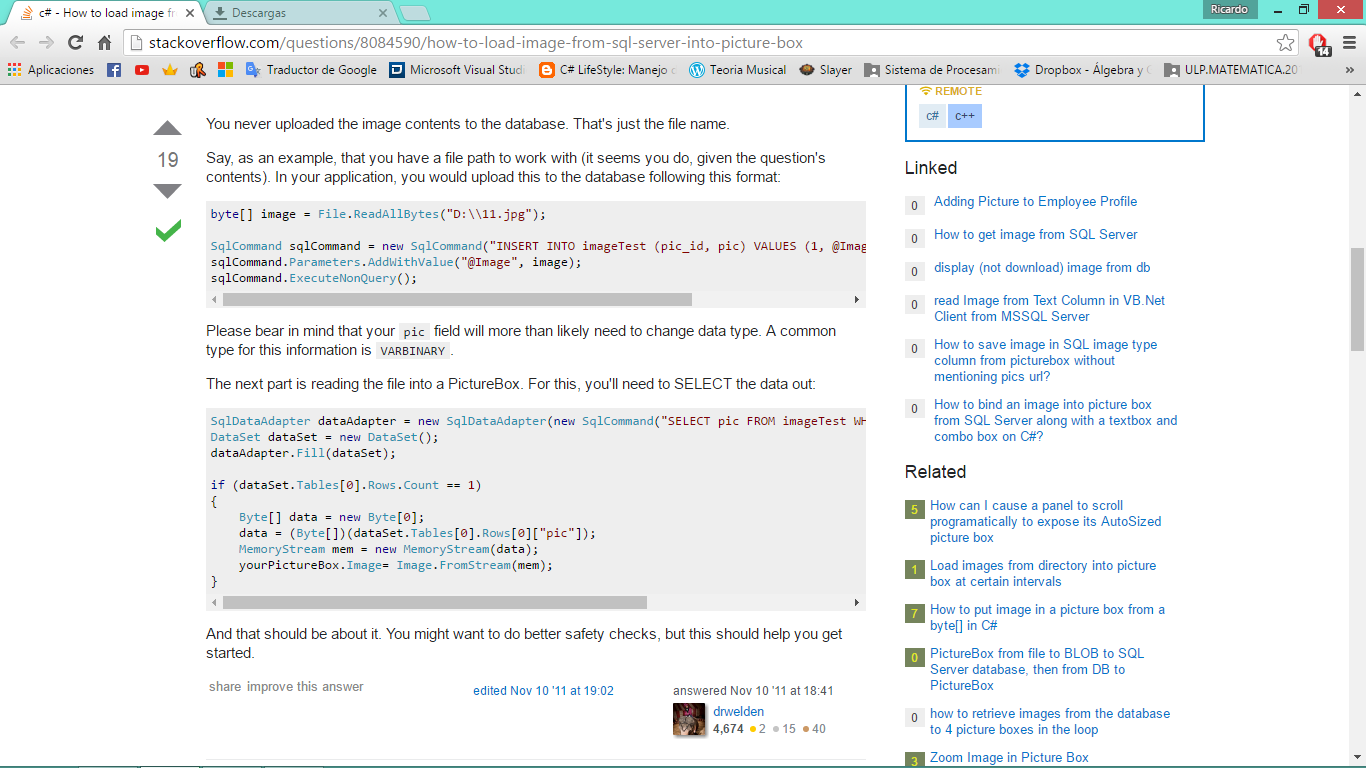 c# - How to load image fr
Descargas
Ricardo
stackoverflow.com/questions/8084590/how-to-load-image-from-sql-server-into-picture-box
14
Aplicaciones
Traductor de Google
Microsoft Visual Stud
C# LifeStyle: Manejo d
Teoria Musical
Slayer
Sistema de Procesami
Dropbox - Álgebra y
ULP.MATEMATICA.20
»
You never uploaded the image contents to the database. That's just the file name.
19
Say, as an example, that you have a file path to work with (it seems you do, given the question's
contents). In your application, you would upload this to the database following this format:
byte[] image = File.ReadAllBytes("D:\\11.jpg");
SqlCommand sqlCommand = new SqlCommand("INSERT INTO imageTest (pic_id, pic) VALUES (1, @Imag
sqlCommand.Parameters.AddWithValue("@Image", image);
sqlCommand.ExecuteNonQuery();
Please bear in mind that your pic field will more than likely need to change data type. A common
type for this information is VARBINARY.
The next part is reading the file into a PictureBox. For this, you'll need to SELECT the data out:
SqlDataAdapter dataAdapter = new SqlDataAdapter(new SqlCommand("SELECT pic FROM imageTest WH
DataSet dataSet = new DataSet();
dataAdapter.Fill(dataSet);
if (dataSet.Tables[0].Rows.Count == 1)
{
    Byte[] data = new Byte[0];
    data = (Byte[])(dataSet.Tables[0].Rows[0]["pic"]);
    MemoryStream mem = new MemoryStream(data);
    yourPictureBox.Image= Image.FromStream(mem);
}
And that should be about it. You might want to do better safety checks, but this should help you get
started.
share improve this answer
edited Nov 10 '11 at 19:02
answered Nov 10 '11 at 18:41
drwelden
4,674 2 15 40
REMOTE
c# c++
Linked
0 Adding Picture to Employee Profile
0 How to get image from SQL Server
0 display (not download) image from db
0 read Image from Text Column in VB.Net
Client from MSSQL Server
0 How to save image in SQL image type
column from picturebox without
mentioning pics url?
0 How to bind an image into picture box
from SQL Server along with a textbox and
combo box on C#?
Related
5 How can I cause a panel to scroll
programatically to expose its AutoSized
picture box
1 Load images from directory into picture
box at certain intervals
7 How to put image in a picture box from a
byte[] in C#
0 PictureBox from file to BLOB to SQL
Server database, then from DB to
PictureBox
0 how to retrieve images from the database
to 4 picture boxes in the loop
3 Zoom Image in Picture Box